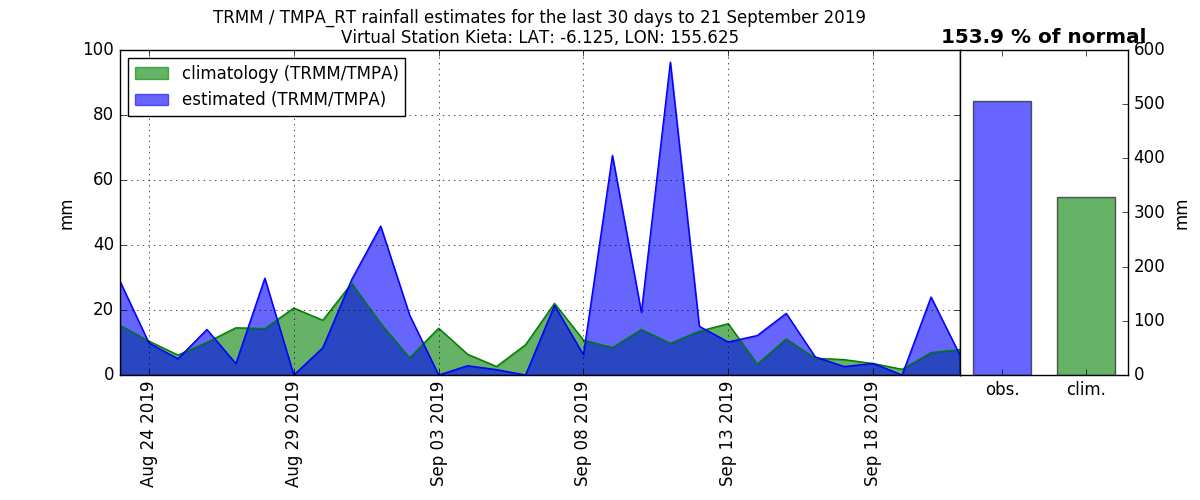 TRMM / TMPA_RT rainfall estimates for the last 30 days to 21 September 2019
Virtual Station Kieta: LAT: -6.125, LON: 155.625
153.9 % of normal
climatology (TRMM/TMPA)
estimated (TRMM/TMPA)
100
80
60
40
20
0
mm
Aug 24 2019
Aug 29 2019
Sep 03 2019
Sep 08 2019
Sep 13 2019
Sep 18 2019
600
500
400
300
200
100
0
mm
obs.
clim.